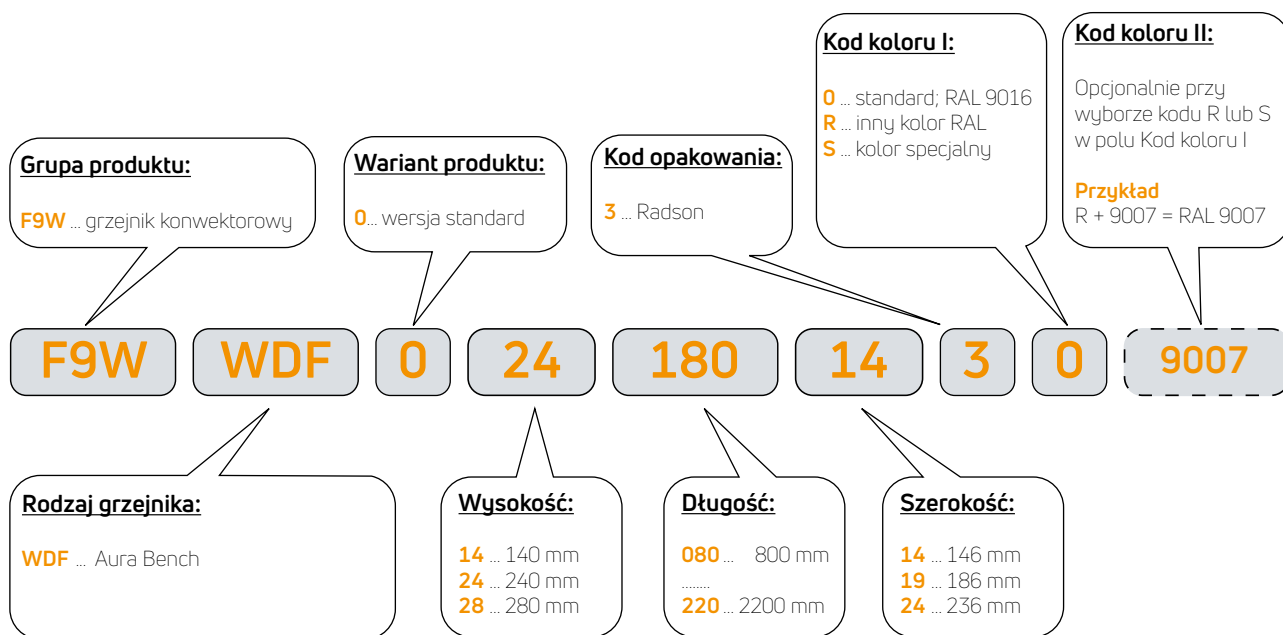 Grupa produktu:
F9W ... grzejnik konwektorowy
Wariant produktu:
0... wersja standard
Kod opakowania:
3 ... Radson
Kod koloru I:
0 ... standard; RAL 9016
R ... inny kolor RAL
S ... kolor specjalny
Kod koloru II:
Opcjonalnie przy
wyborze kodu R lub S
w polu Kod koloru I
Przykład
R + 9007 = RAL 9007
F9W WDF 0 24 180 14 3 0 9007
Rodzaj grzejnika:
WDF ... Aura Bench
Wysokość:
14 ... 140 mm
24 ... 240 mm
28 ... 280 mm
Długość:
080 ... 800 mm
........
220 ... 2200 mm
Szerokość:
14 ... 146 mm
19 ... 186 mm
24 ... 236 mm